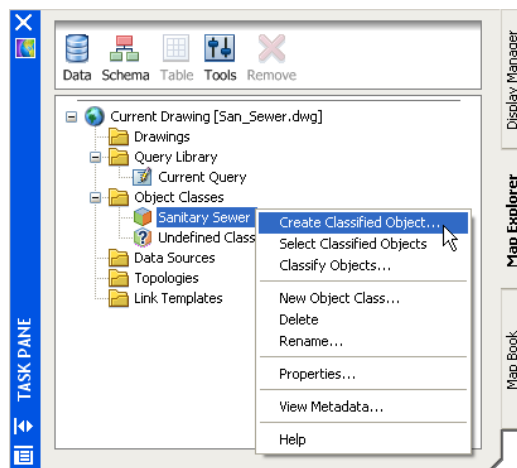 Data Schema Table Tools Remove
Current Drawing [San_Sewer.dwg]
Drawings
Query Library
Current Query
Object Classes
Sanitary Sewer
Undefined Class
Data Sources
Topologies
Link Templates
Create Classified Object...
Select Classified Objects
Classify Objects...
New Object Class...
Delete
Rename...
Properties...
View Metadata...
Help
Display Manager
Map Explorer
Map Book
TASK PANE